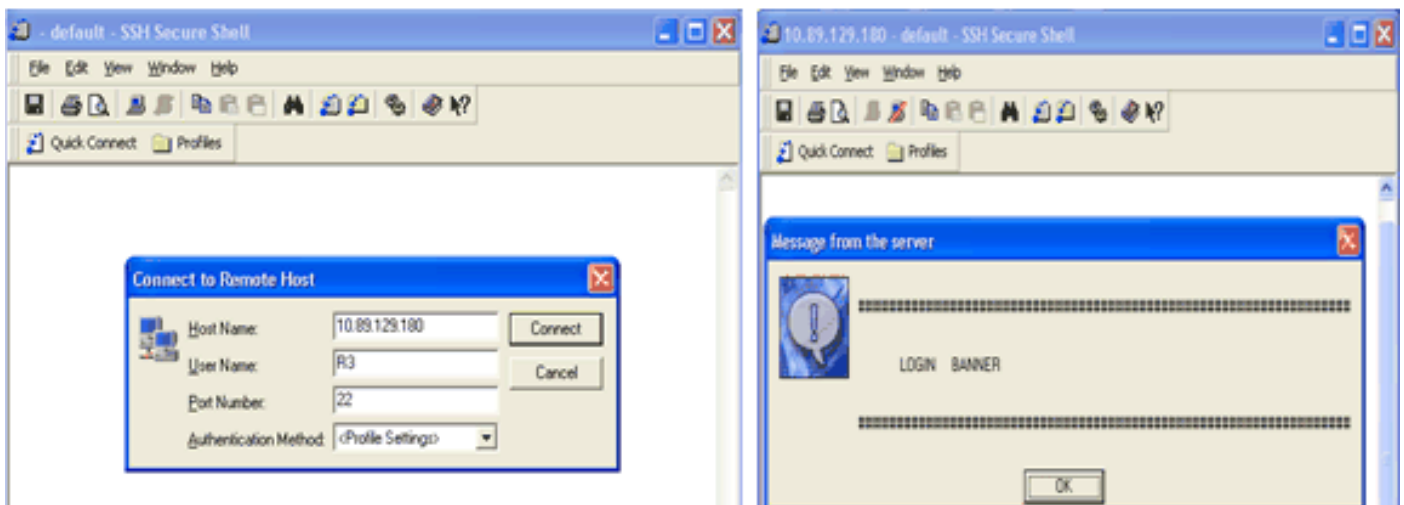 - default - SSH Secure Shell
File Edit View Window Help
Quick Connect Profiles
Connect to Remote Host
Host Name: 10.89.129.180 Connect
User Name: R3 Cancel
Port Number: 22
Authentication Method: <Profile Settings>
10.89.129.180 - default - SSH Secure Shell
File Edit View Window Help
Quick Connect Profiles
Message from the server
LOGIN BANNER
OK